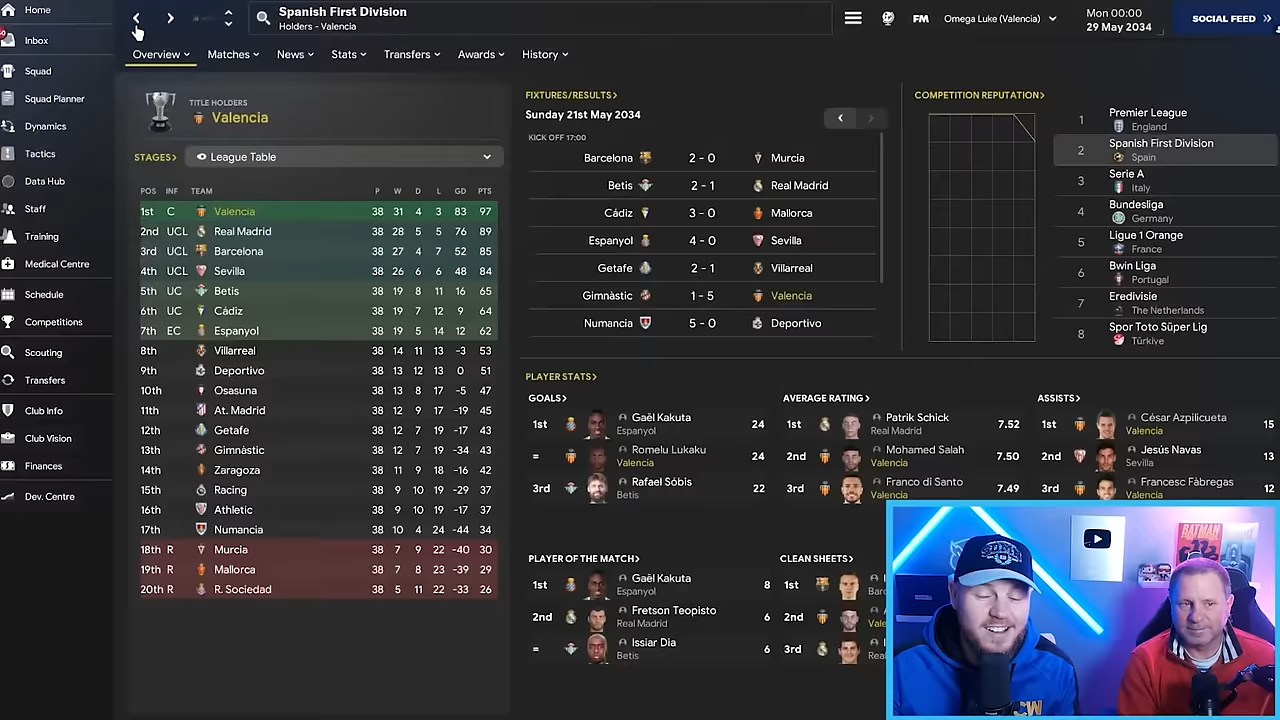 Home
Inbox
Squad
Squad Planner
Dynamics
Tactics
Data Hub
Staff
Training
Medical Centre
Schedule
Competitions
Scouting
Transfers
Club Info
Club Vision
Finances
Dev. Centre
Spanish First Division
Holders - Valencia
FM
Omega Luke (Valencia)
Mon 00:00
29 May 2034
SOCIAL FEED
Overview
Matches
News
Stats
Transfers
Awards
History
TITLE HOLDERS
Valencia
STAGES>
League Table
POS INF TEAM P W D L GD PTS
1st C Valencia 38 31 4 3 83 97
2nd UCL Real Madrid 38 28 5 5 76 89
3rd UCL Barcelona 38 27 4 7 52 85
4th UCL Sevilla 38 26 6 6 48 84
5th UC Betis 38 19 8 11 16 65
6th UC Cádiz 38 19 7 12 9 64
7th EC Espanyol 38 19 5 14 12 62
8th Villarreal 38 14 11 13 -3 53
9th Deportivo 38 13 12 13 0 51
10th Osasuna 38 13 8 17 -5 47
11th At. Madrid 38 12 9 17 -19 45
12th Getafe 38 12 7 19 -17 43
13th Gimnàstic 38 12 7 19 -34 43
14th Zaragoza 38 11 9 18 -16 42
15th Racing 38 9 10 19 -29 37
16th Athletic 38 9 10 19 -17 37
17th Numancia 38 10 4 24 -44 34
18th R Murcia 38 7 9 22 -40 30
19th R Mallorca 38 7 8 23 -39 29
20th R R. Sociedad 38 5 11 22 -33 26
FIXTURES/RESULTS>
Sunday 21st May 2034
KICK OFF 17:00
Barcelona 2 - 0 Murcia
Betis 2 - 1 Real Madrid
Cádiz 3 - 0 Mallorca
Espanyol 4 - 0 Sevilla
Getafe 2 - 1 Villarreal
Gimnàstic 1 - 5 Valencia
Numancia 5 - 0 Deportivo
COMPETITION REPUTATION>
1 Premier League
England
2 Spanish First Division
Spain
3 Serie A
Italy
4 Bundesliga
Germany
5 Ligue 1 Orange
France
6 Bwin Liga
Portugal
7 Eredivisie
The Netherlands
8 Spor Toto Süper Lig
Türkiye
PLAYER STATS>
GOALS>
1st Gaël Kakuta 24
Espanyol
= Romelu Lukaku 24
Valencia
3rd Rafael Sóbis 22
Betis
AVERAGE RATING>
1st Patrik Schick 7.52
Real Madrid
2nd Mohamed Salah 7.50
Valencia
3rd Franco di Santo 7.49
Valencia
ASSISTS>
1st César Azpilicueta 15
Valencia
2nd Jesús Navas 13
Sevilla
3rd Francesc Fàbregas 12
Valencia
PLAYER OF THE MATCH>
1st Gaël Kakuta 8
Espanyol
2nd Fretson Teopisto 6
Real Madrid
= Issiar Dia 6
Betis
CLEAN SHEETS>
1st
Barc
2nd
Vale
3rd
Real
BATMAN